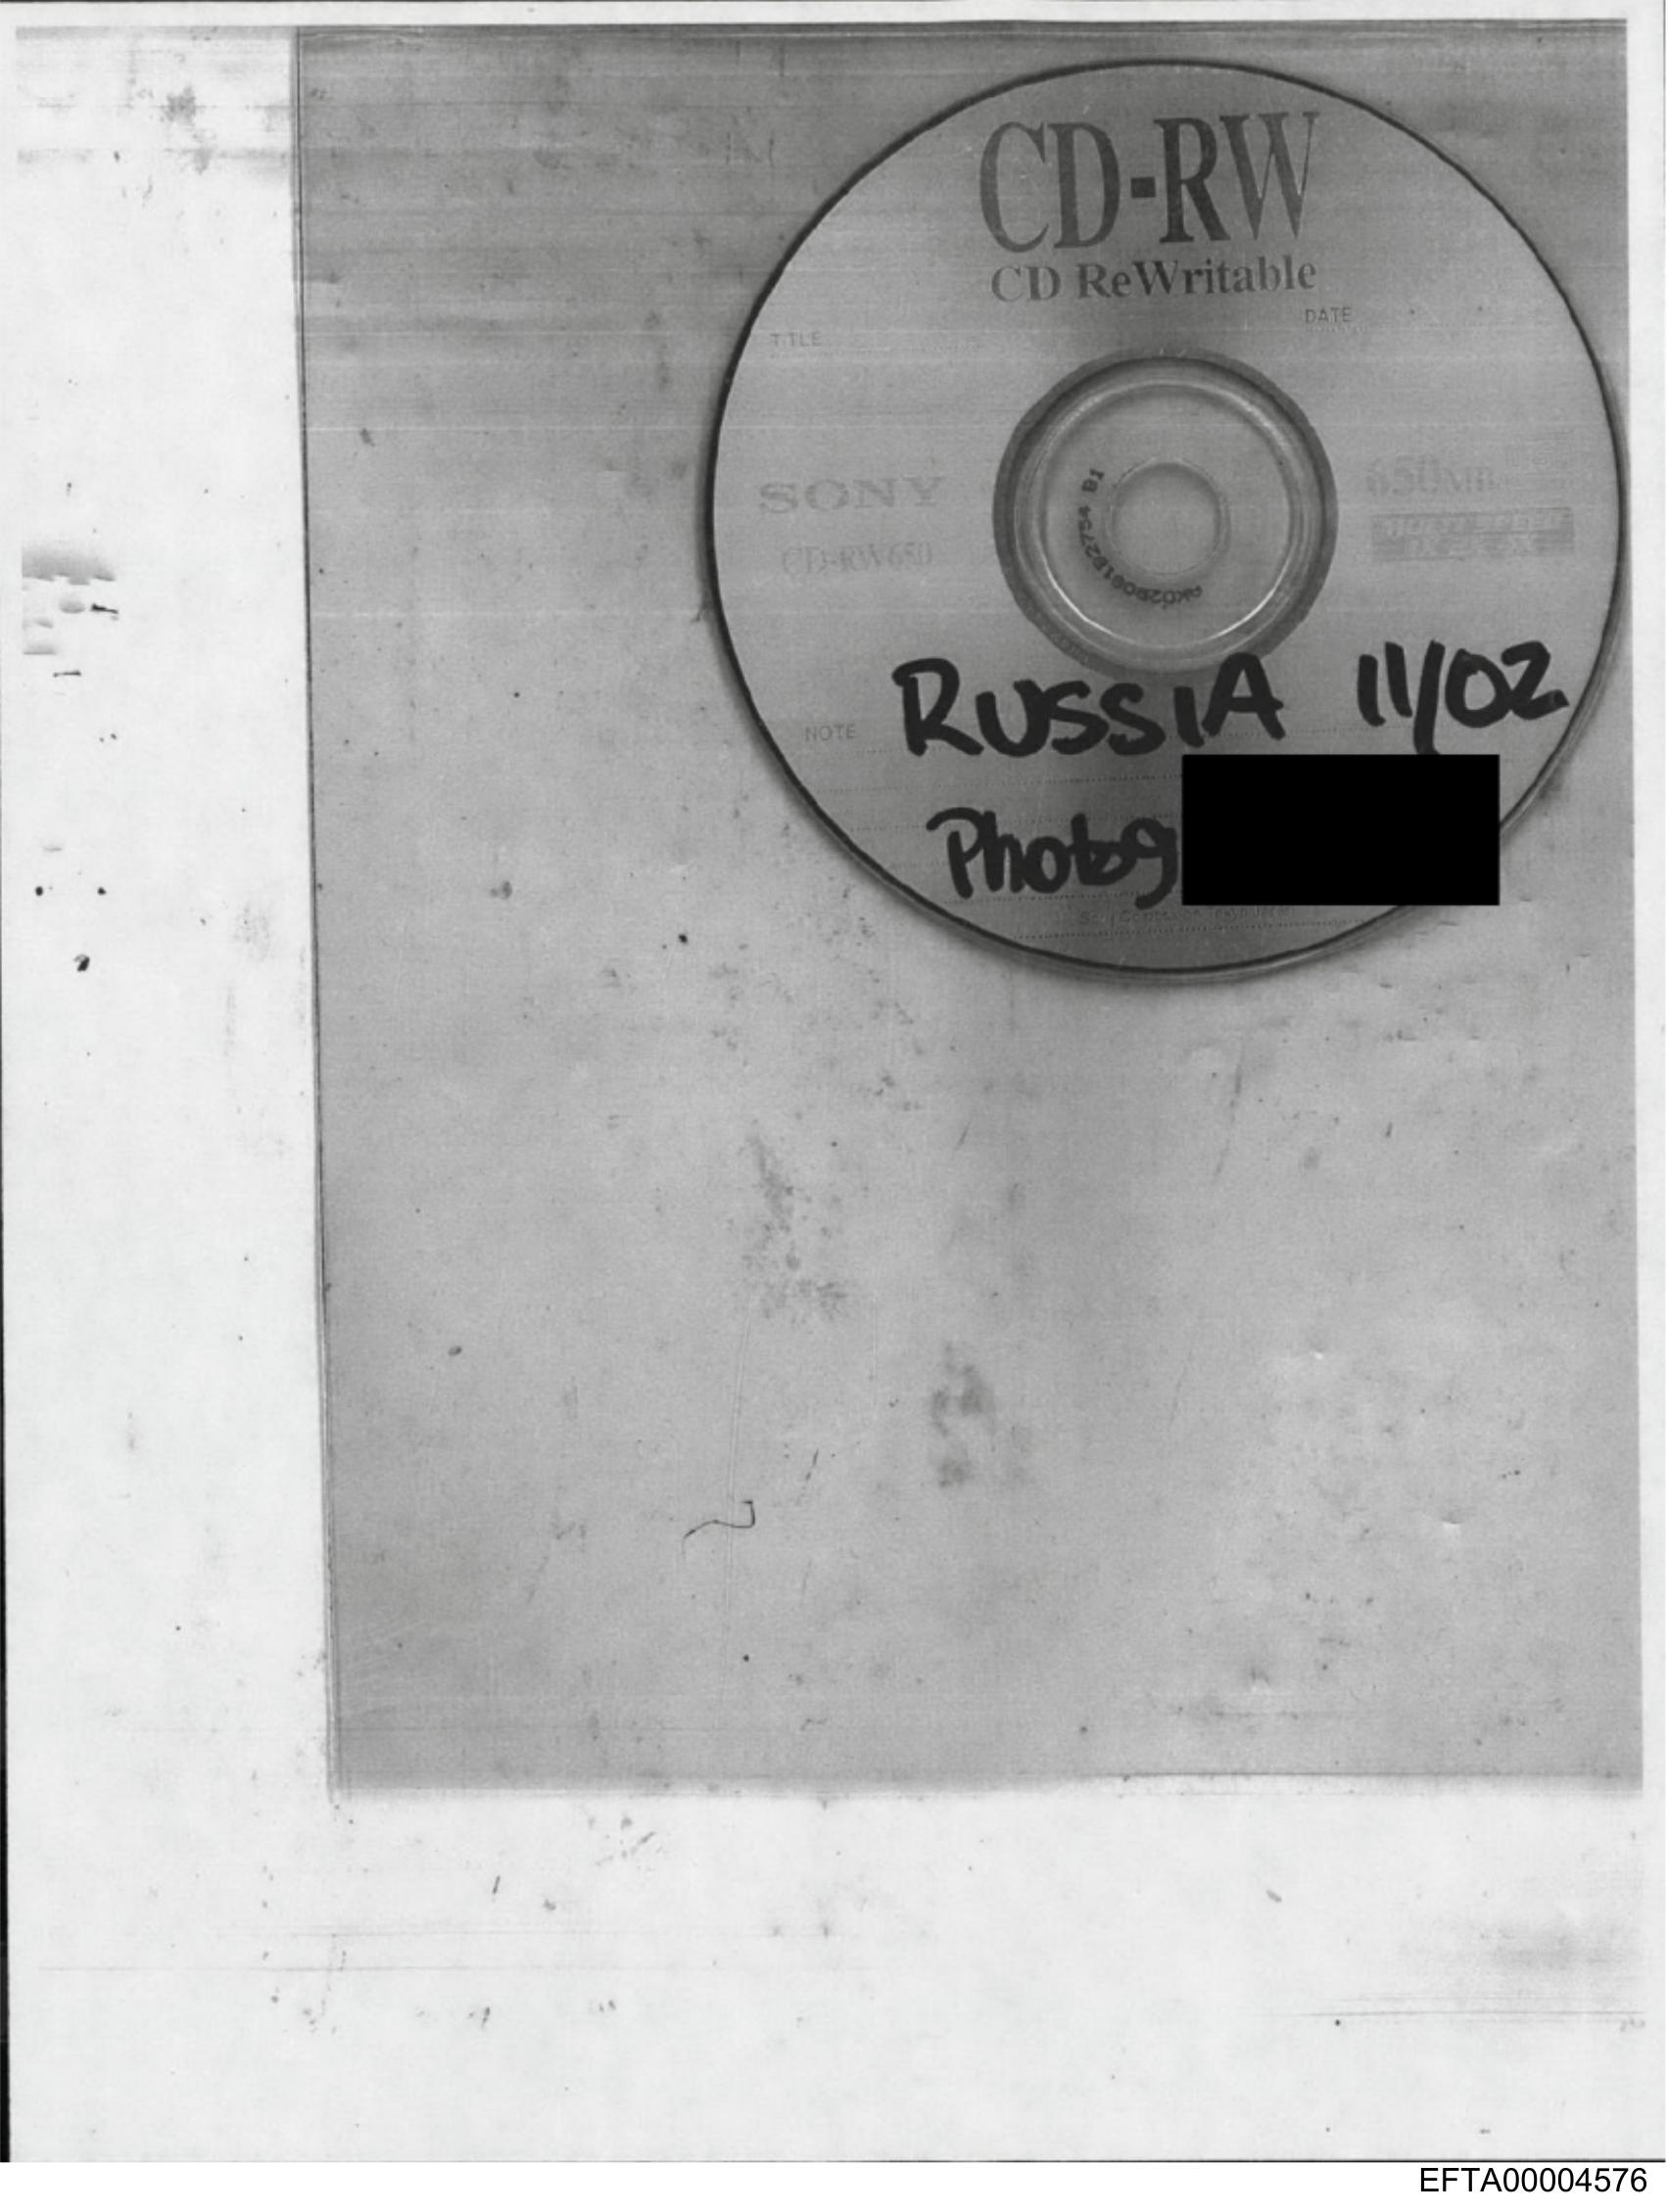 CD-RW
CD ReWritable
DATE
TITLE
SONY
650MB
CD-RW650
RUSSIA 11/02
NOTE
Photog
EFTA00004576